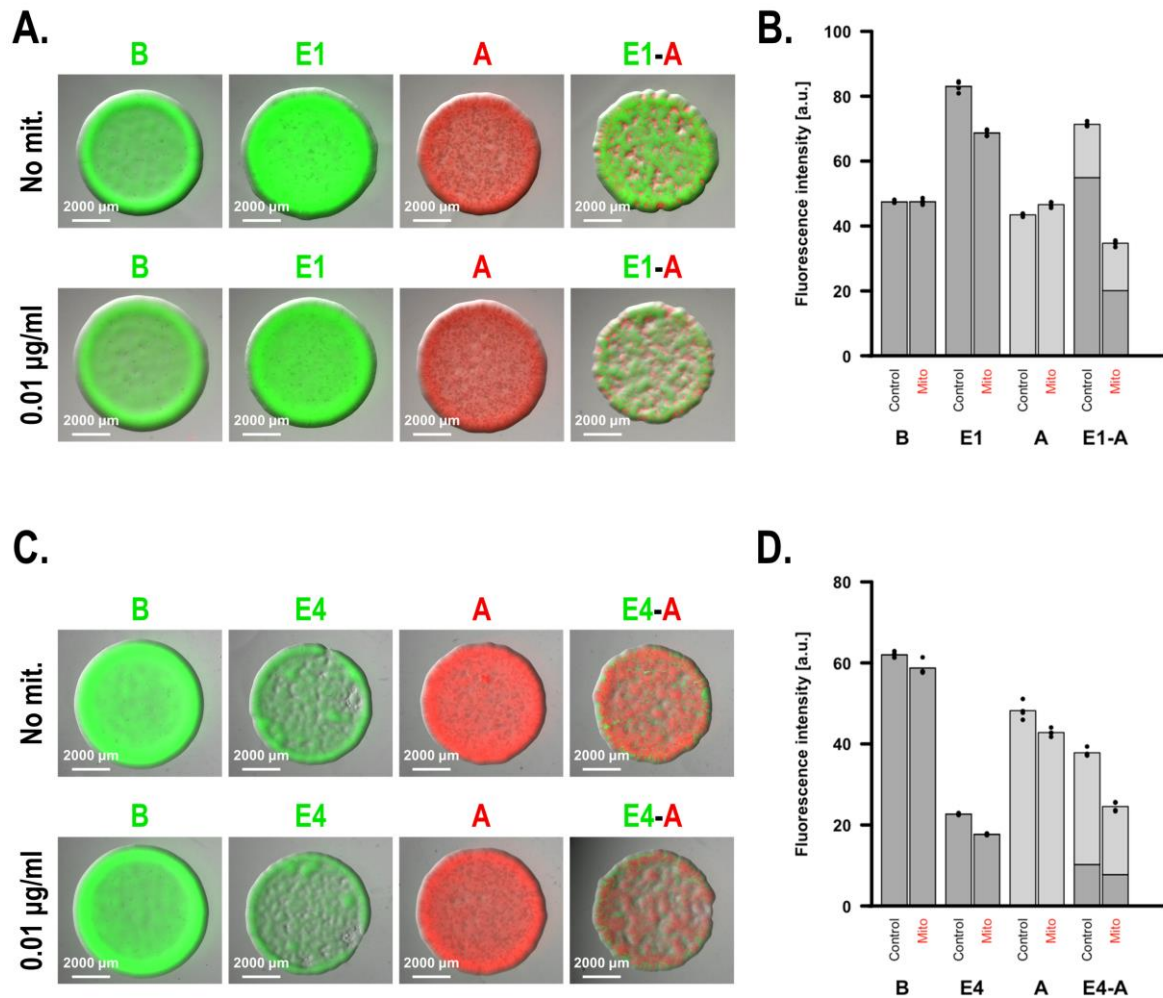 A.
B E1 A E1-A
No mit.
2000 µm 2000 µm 2000 µm 2000 µm
0.01 µg/ml
B E1 A E1-A
2000 µm 2000 µm 2000 µm 2000 µm
B.
Fluorescence intensity [a.u.]
100
80
60
40
20
0
Control Mito Control Mito Control Mito Control Mito
B E1 A E1-A
C.
B E4 A E4-A
No mit.
2000 µm 2000 µm 2000 µm 2000 µm
0.01 µg/ml
B E4 A E4-A
2000 µm 2000 µm 2000 µm 2000 µm
D.
Fluorescence intensity [a.u.]
80
60
40
20
0
Control Mito Control Mito Control Mito Control Mito
B E4 A E4-A